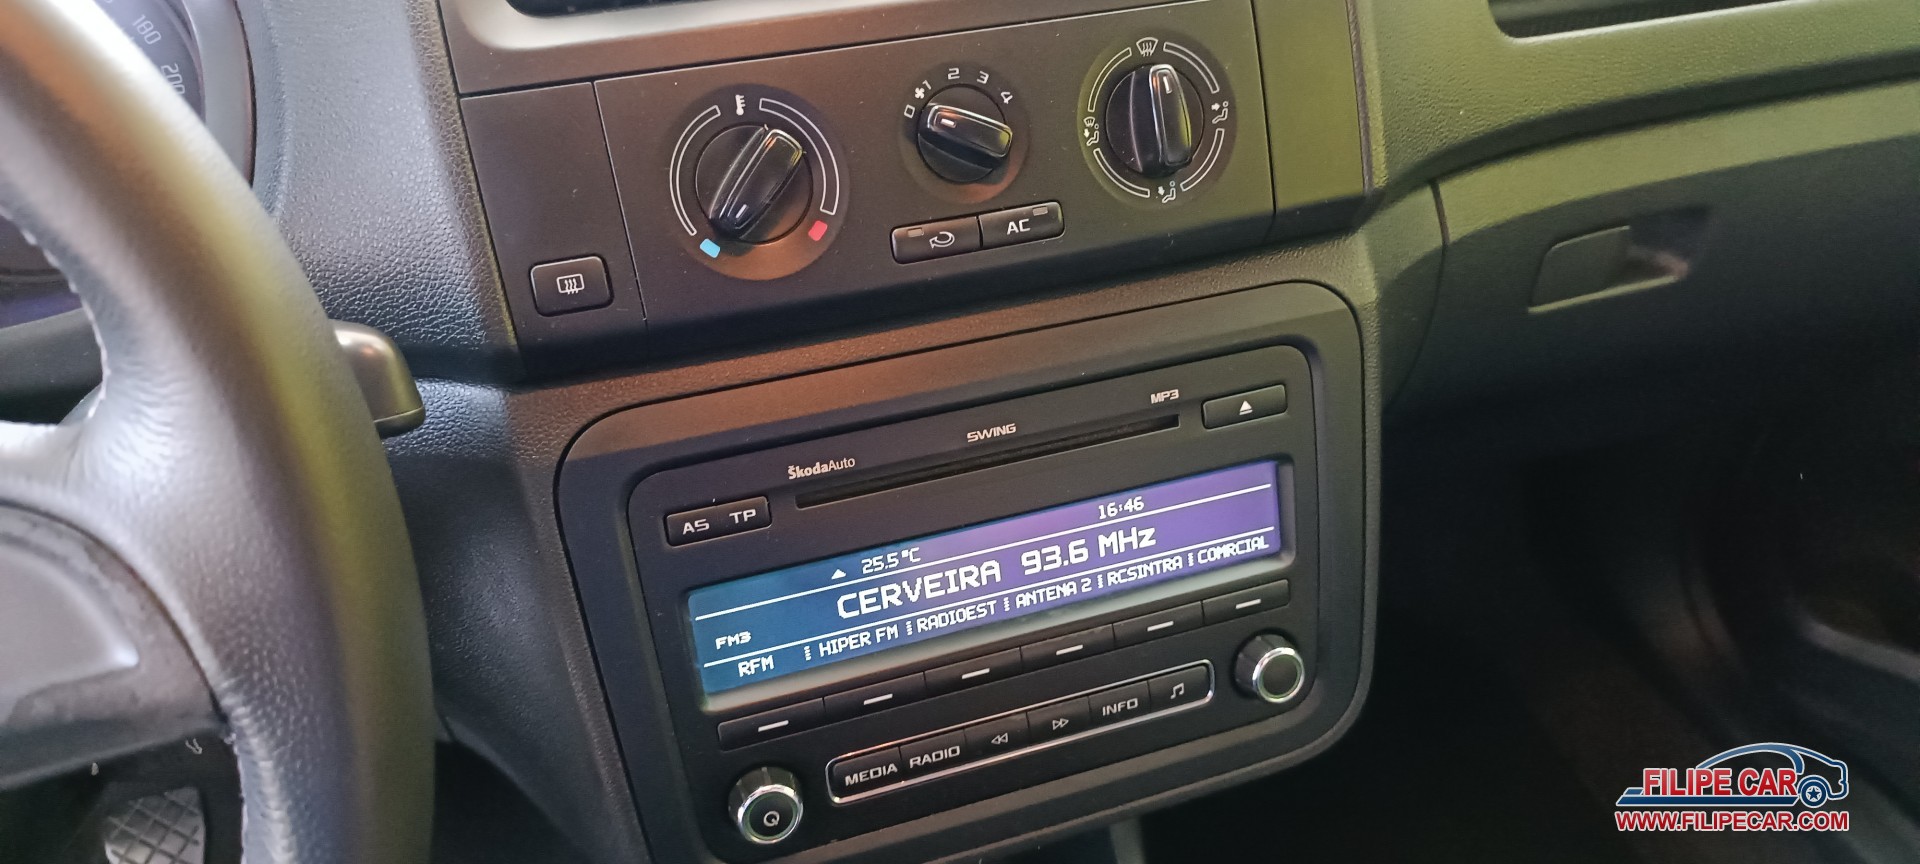 180
200
0 1 2 3 4
AC
MP3
SWING
ŠkodaAuto
AS TP
16:46
25.5°C
CERVEIRA 93.6 MHz
FM3
RFM HIPER FM RADIOEST ANTENA 2 RCSINTRA COMRCIAL
MEDIA RADIO INFO
FILIPE CAR
WWW.FILIPECAR.COM